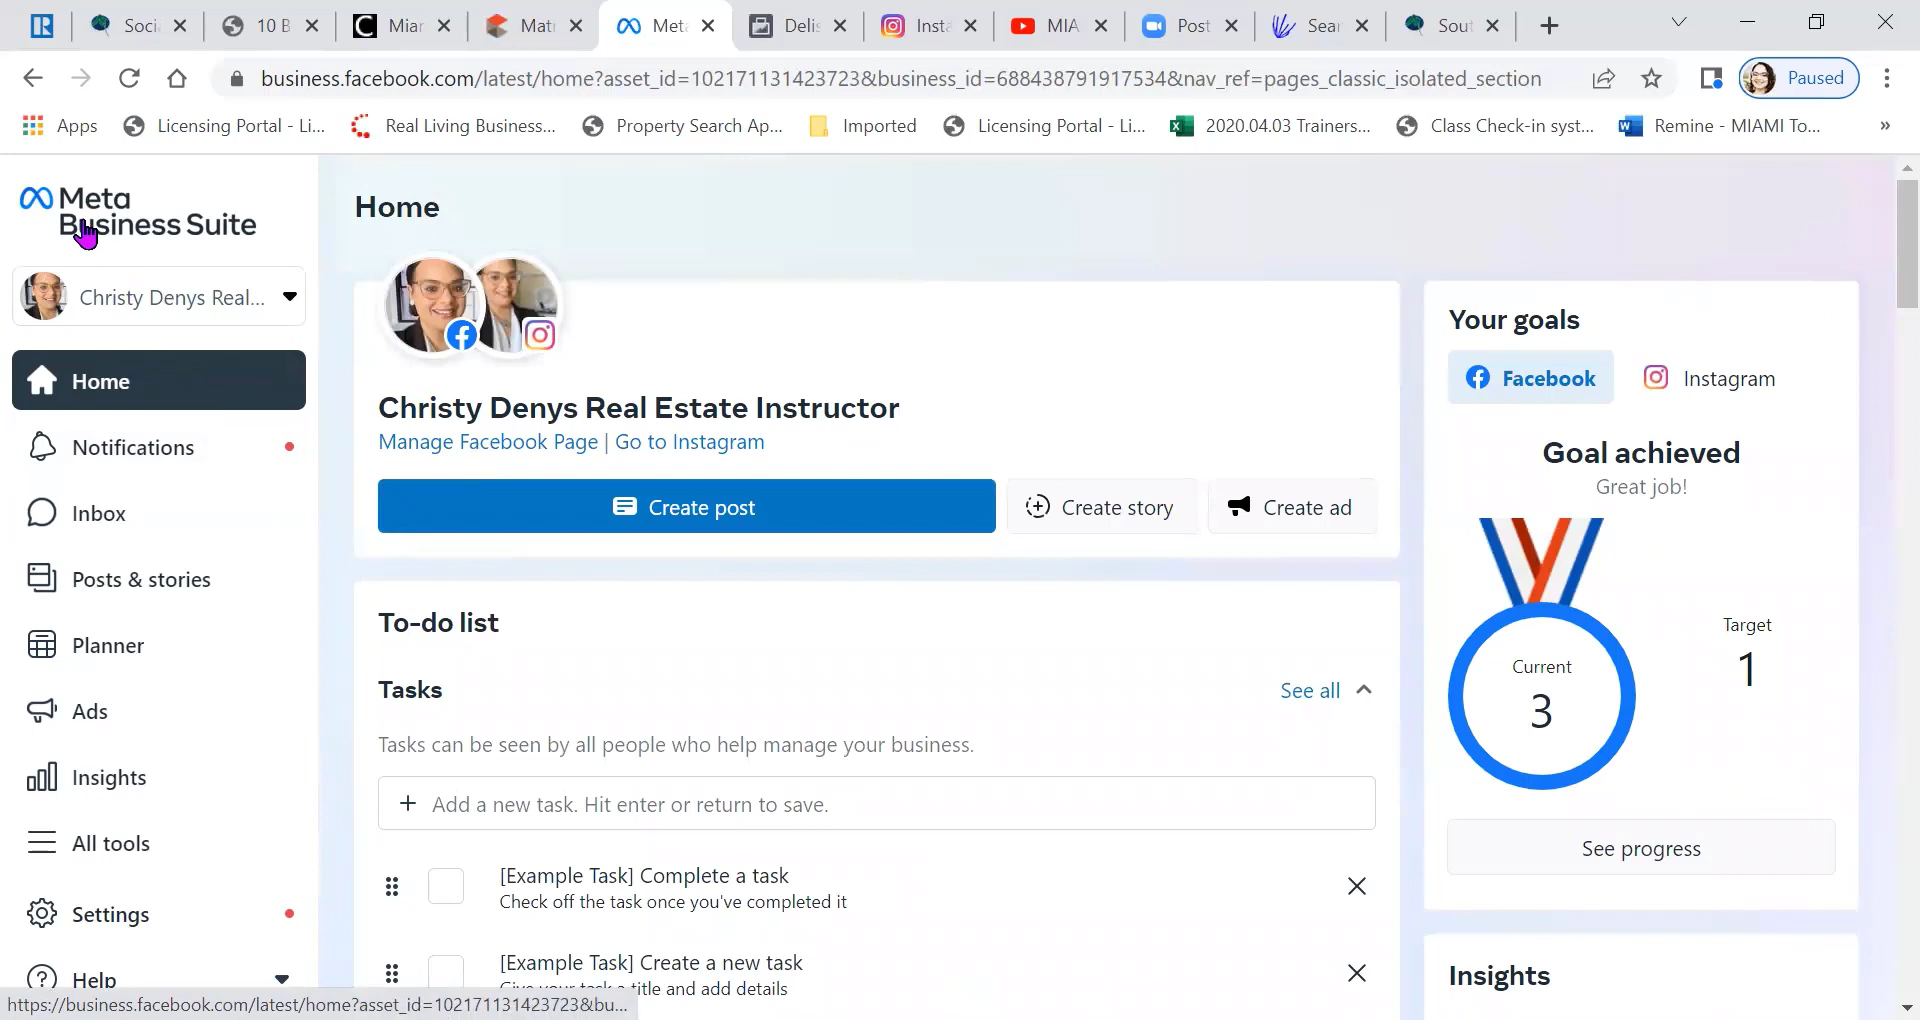 Soci
10 B
Miar
Matr
Meta
Delis
Insta
MIA
Post
Sear
Sout
business.facebook.com/latest/home?asset_id=102171131423723&business_id=688438791917534&nav_ref=pages_classic_isolated_section
Paused
Apps
Licensing Portal - Li...
Real Living Business...
Property Search Ap...
Imported
Licensing Portal - Li...
2020.04.03 Trainers...
Class Check-in syst...
Remine - MIAMI To...
»
Meta
Business Suite
Christy Denys Real...
Home
Notifications
Inbox
Posts & stories
Planner
Ads
Insights
All tools
Settings
Help
https://business.facebook.com/latest/home?asset_id=102171131423723&bu...
Home
Christy Denys Real Estate Instructor
Manage Facebook Page | Go to Instagram
Create post
Create story
Create ad
To-do list
Tasks
See all
Tasks can be seen by all people who help manage your business.
+ Add a new task. Hit enter or return to save.
[Example Task] Complete a task
Check off the task once you've completed it
[Example Task] Create a new task
Give your task a title and add details
Your goals
Facebook
Instagram
Goal achieved
Great job!
Current
3
Target
1
See progress
Insights